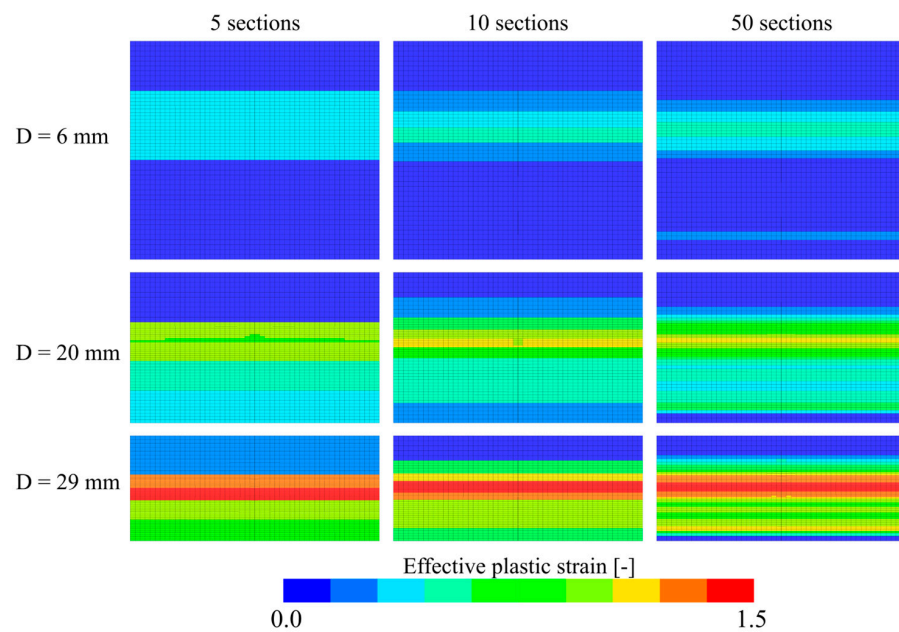 5 sections 10 sections 50 sections
D = 6 mm
D = 20 mm
D = 29 mm
Effective plastic strain [-]
0.0 1.5